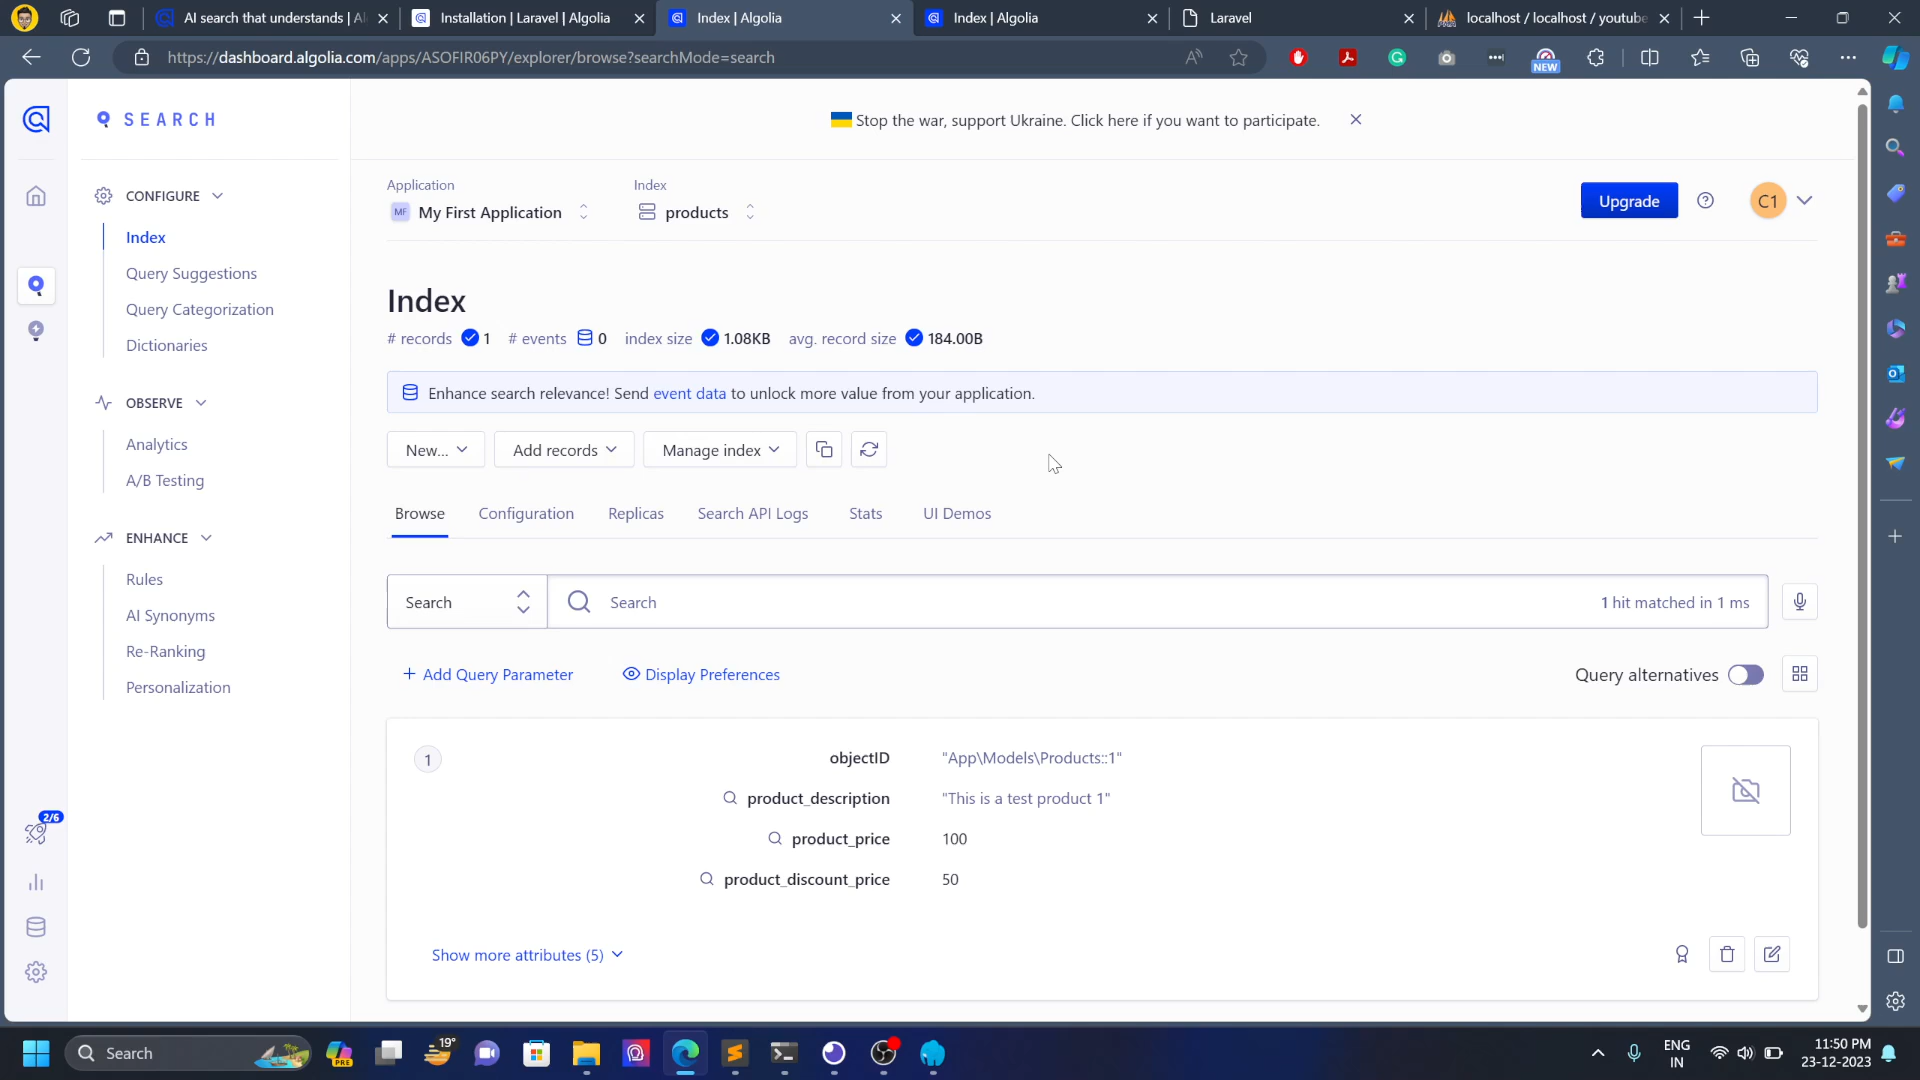 AI search that understands | Al
Installation | Laravel | Algolia
Index | Algolia
Index | Algolia
Laravel
localhost / localhost / youtube
https://dashboard.algolia.com/apps/ASOFIR06PY/explorer/browse?searchMode=search
NEW
SEARCH
Stop the war, support Ukraine. Click here if you want to participate.
CONFIGURE
Index
Query Suggestions
Query Categorization
Dictionaries
OBSERVE
Analytics
A/B Testing
ENHANCE
Rules
AI Synonyms
Re-Ranking
Personalization
2/6
Application
MF My First Application
Index
products
Upgrade
C1
Index
# records 1 # events 0 index size 1.08KB avg. record size 184.00B
Enhance search relevance! Send event data to unlock more value from your application.
New... Add records Manage index
Browse Configuration Replicas Search API Logs Stats UI Demos
Search Search 1 hit matched in 1 ms
+ Add Query Parameter Display Preferences Query alternatives
1
objectID "App\Models\Products::1"
product_description "This is a test product 1"
product_price 100
product_discount_price 50
Show more attributes (5)
Search
PRE
19°
ENG
IN
11:50 PM
23-12-2023